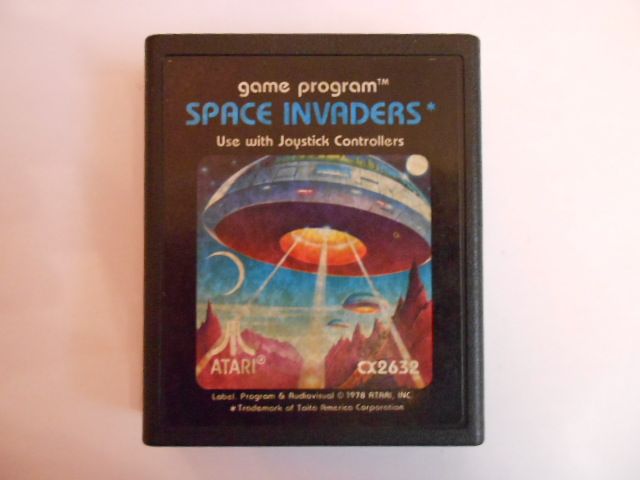 game program™
SPACE INVADERS*
Use with Joystick Controllers
ATARI®
CX2632
Label, Program & Audiovisual © 1978 ATARI, INC.
* Trademark of Taito America Corporation